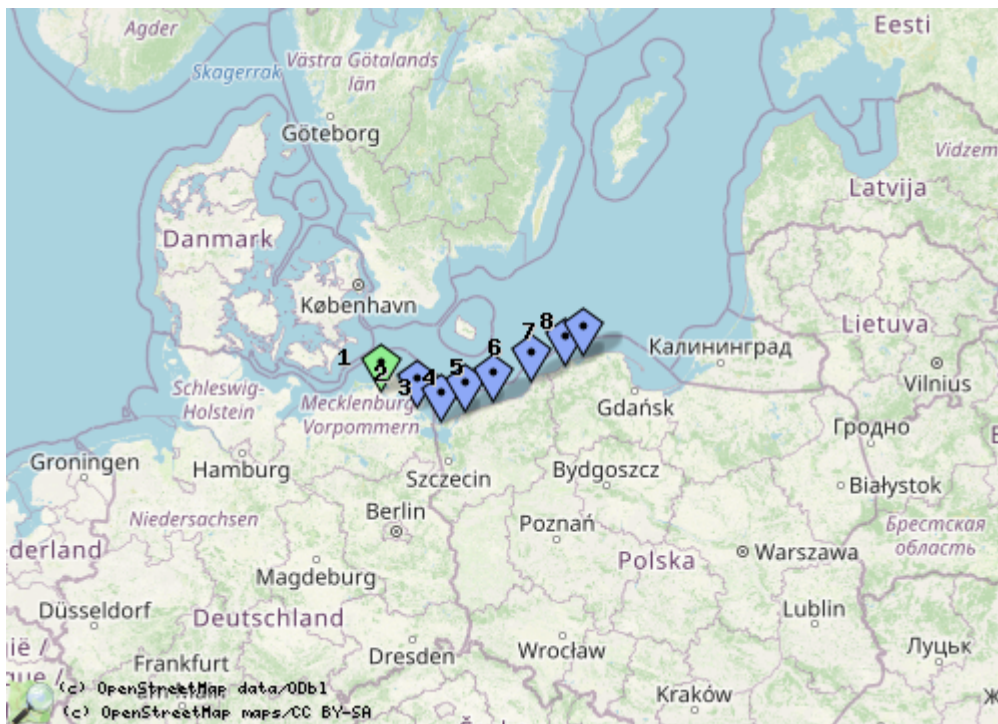 Agder
Eesti
Skagerrak
Västra Götalands
län
Göteborg
Vidzem
Latvija
Danmark
København
Lietuva
Калининград
Vilnius
Schleswig-
Holstein
Mecklenburg
Vorpommern
1
2
3
4
5
6
7
8
Gdańsk
Гродно
Groningen
Hamburg
Szczecin
Bydgoszcz
Białystok
Niedersachsen
Berlin
Poznań
Брестская
область
derland
Magdeburg
Polska
Warszawa
Düsseldorf
Deutschland
Lublin
Dresden
Wrocław
Луцьк
ië /
que /
Frankfurt
Kraków
Ж
(c) OpenStreetMap data/ODbl
(c) OpenStreetMap maps/CC BY-SA